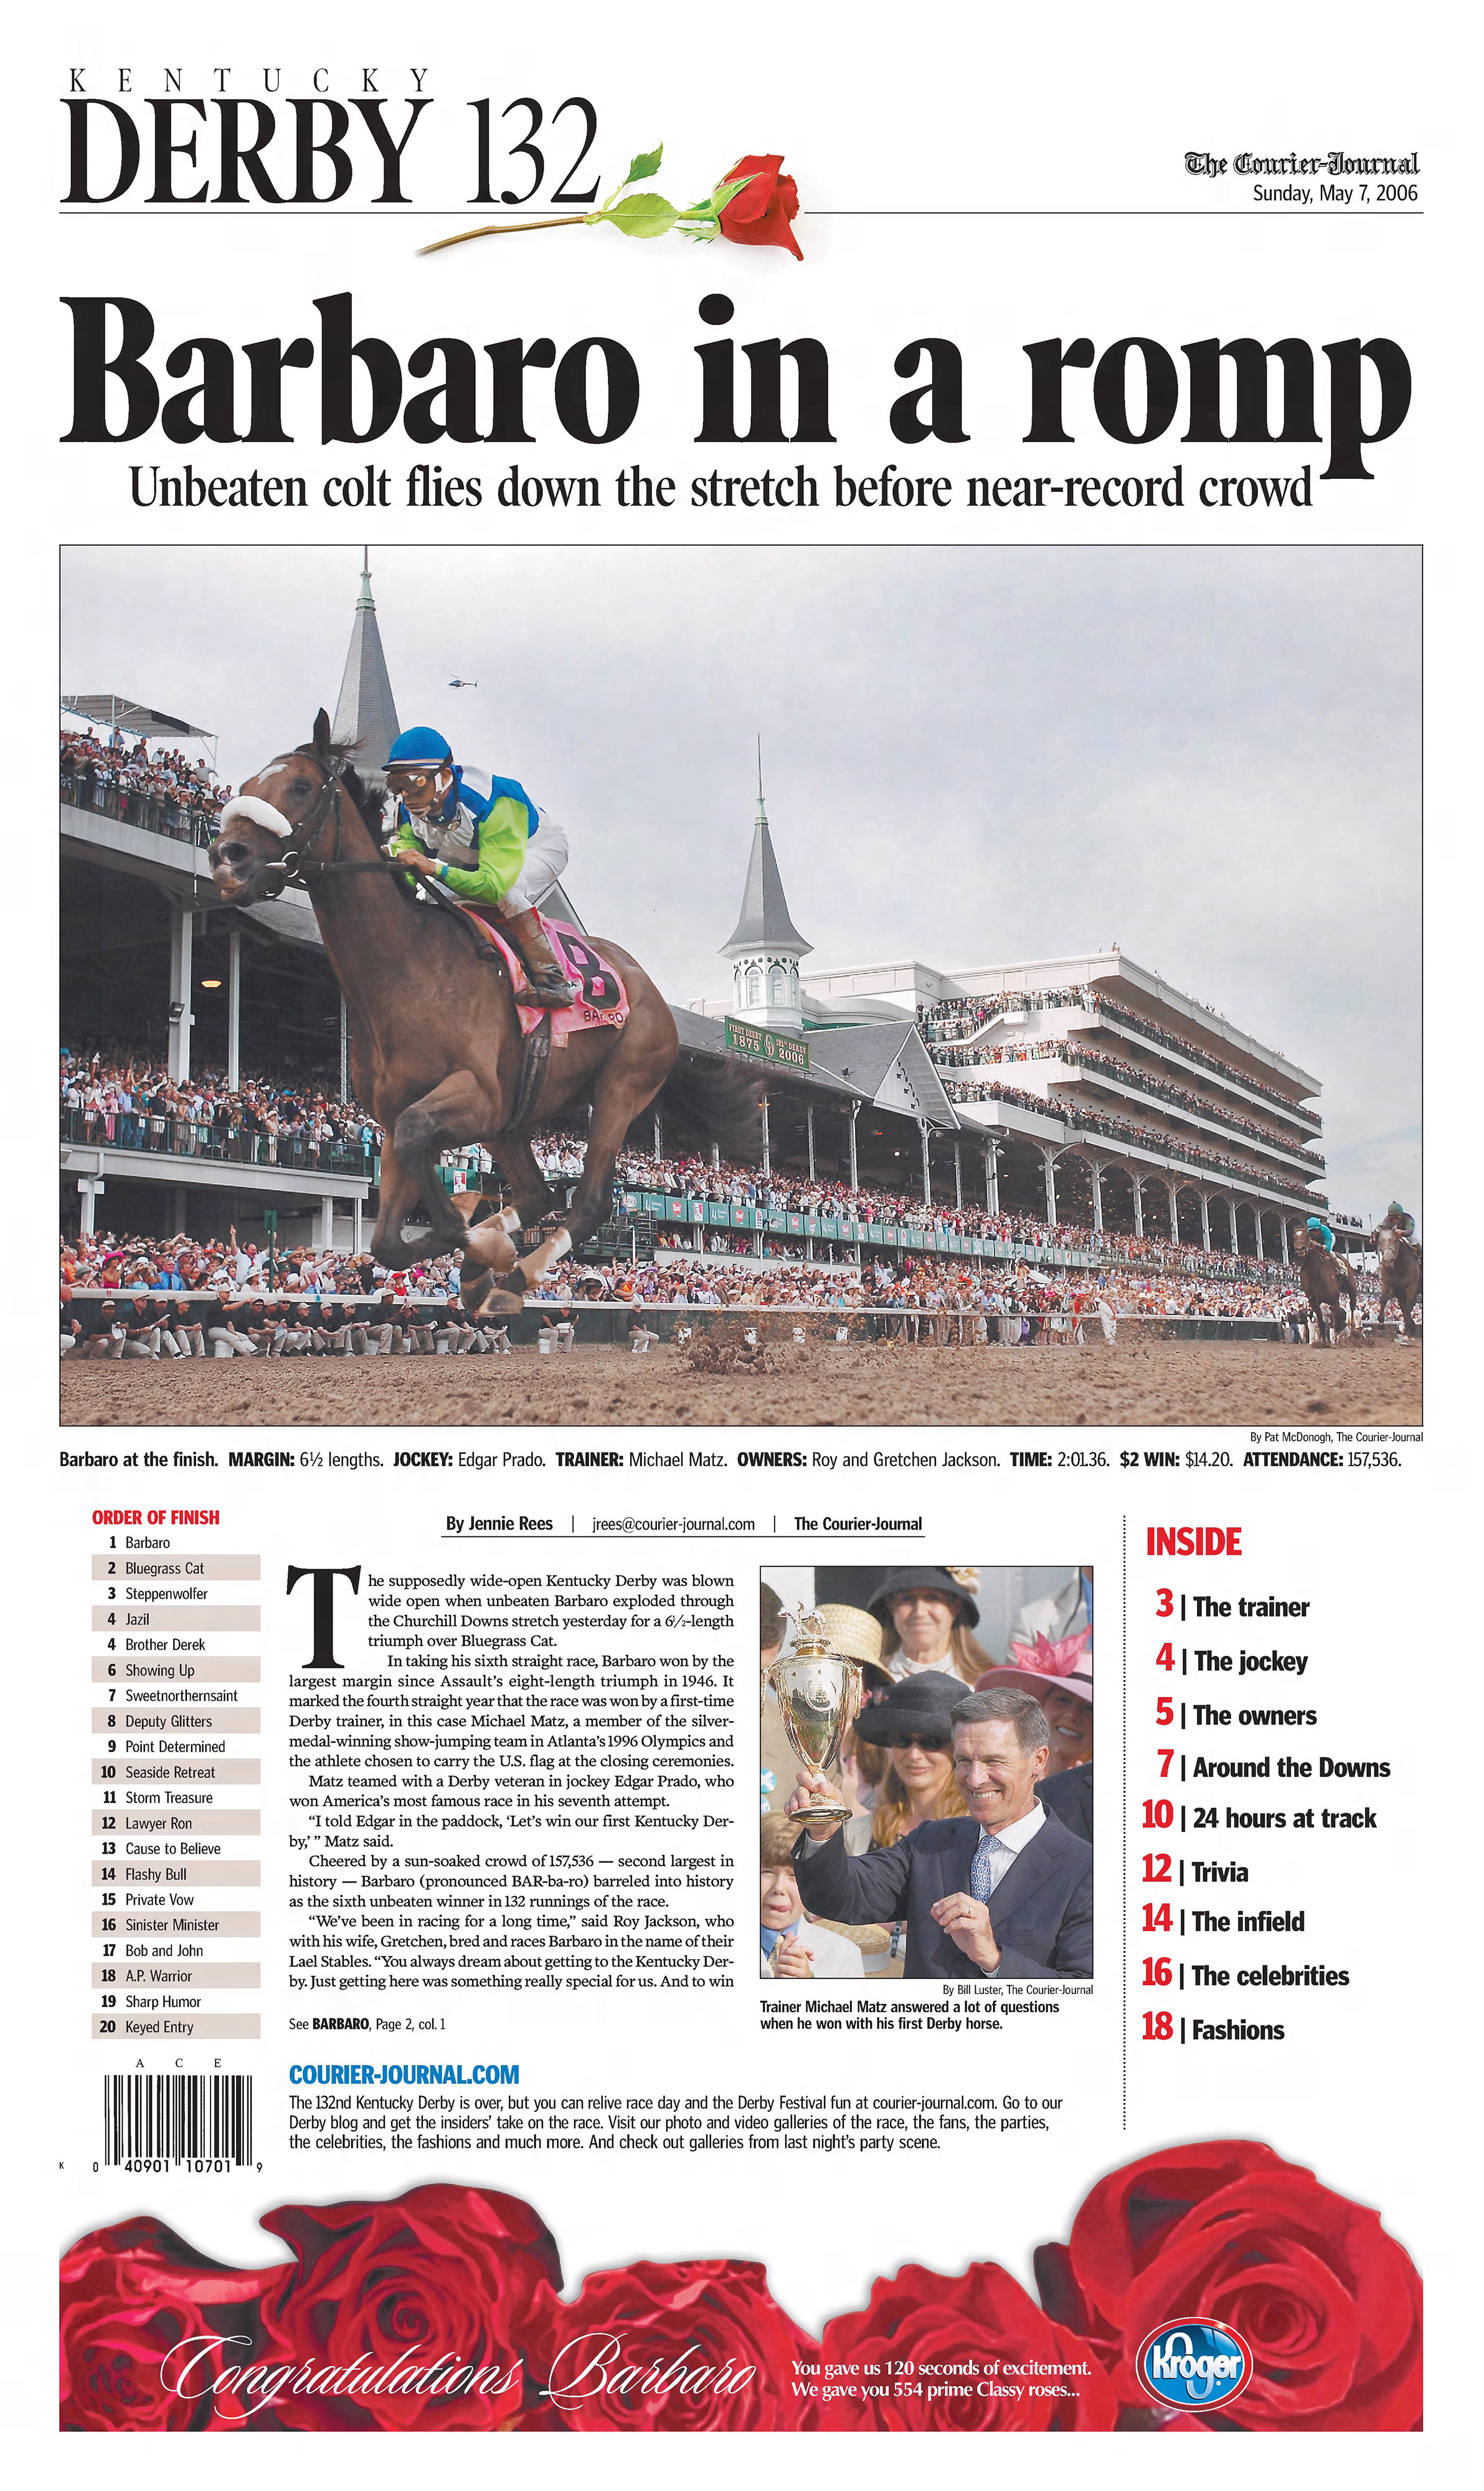 KENTUCKY
DERBY 132
The Courier-Journal
Sunday, May 7, 2006
Barbaro in a romp
Unbeaten colt flies down the stretch before near-record crowd
8
FIRST DERBY
1875
2006
By Pat McDonogh, The Courier-Journal
Barbaro at the finish. MARGIN: 6½ lengths. JOCKEY: Edgar Prado. TRAINER: Michael Matz. OWNERS: Roy and Gretchen Jackson. TIME: 2:01.36. $2 WIN: $14.20. ATTENDANCE: 157,536.
ORDER OF FINISH
1 Barbaro
2 Bluegrass Cat
3 Steppenwolfer
4 Jazil
4 Brother Derek
6 Showing Up
7 Sweetnorthernsaint
8 Deputy Glitters
9 Point Determined
10 Seaside Retreat
11 Storm Treasure
12 Lawyer Ron
13 Cause to Believe
14 Flashy Bull
15 Private Vow
16 Sinister Minister
17 Bob and John
18 A.P. Warrior
19 Sharp Humor
20 Keyed Entry
A C E
K 0 40901 10701 9
By Jennie Rees | jrees@courier-journal.com | The Courier-Journal
The supposedly wide-open Kentucky Derby was blown
wide open when unbeaten Barbaro exploded through
the Churchill Downs stretch yesterday for a 6½-length
triumph over Bluegrass Cat.
In taking his sixth straight race, Barbaro won by the
largest margin since Assault's eight-length triumph in 1946. It
marked the fourth straight year that the race was won by a first-time
Derby trainer, in this case Michael Matz, a member of the silver-
medal-winning show-jumping team in Atlanta's 1996 Olympics and
the athlete chosen to carry the U.S. flag at the closing ceremonies.
Matz teamed with a Derby veteran in jockey Edgar Prado, who
won America's most famous race in his seventh attempt.
“I told Edgar in the paddock, ‘Let's win our first Kentucky Der-
by,’ ” Matz said.
Cheered by a sun-soaked crowd of 157,536 — second largest in
history — Barbaro (pronounced BAR-ba-ro) barreled into history
as the sixth unbeaten winner in 132 runnings of the race.
“We've been in racing for a long time,” said Roy Jackson, who
with his wife, Gretchen, bred and races Barbaro in the name of their
Lael Stables. “You always dream about getting to the Kentucky Der-
by. Just getting here was something really special for us. And to win
See BARBARO, Page 2, col. 1
By Bill Luster, The Courier-Journal
Trainer Michael Matz answered a lot of questions
when he won with his first Derby horse.
COURIER-JOURNAL.COM
The 132nd Kentucky Derby is over, but you can relive race day and the Derby Festival fun at courier-journal.com. Go to our
Derby blog and get the insiders' take on the race. Visit our photo and video galleries of the race, the fans, the parties,
the celebrities, the fashions and much more. And check out galleries from last night's party scene.
INSIDE
3 | The trainer
4 | The jockey
5 | The owners
7 | Around the Downs
10 | 24 hours at track
12 | Trivia
14 | The infield
16 | The celebrities
18 | Fashions
Congratulations Barbaro
You gave us 120 seconds of excitement.
We gave you 554 prime Classy roses...
Kroger